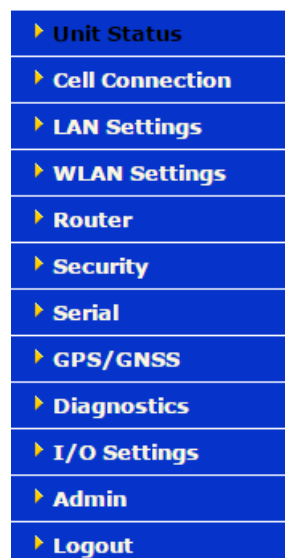 Unit Status
Cell Connection
LAN Settings
WLAN Settings
Router
Security
Serial
GPS/GNSS
Diagnostics
I/O Settings
Admin
Logout